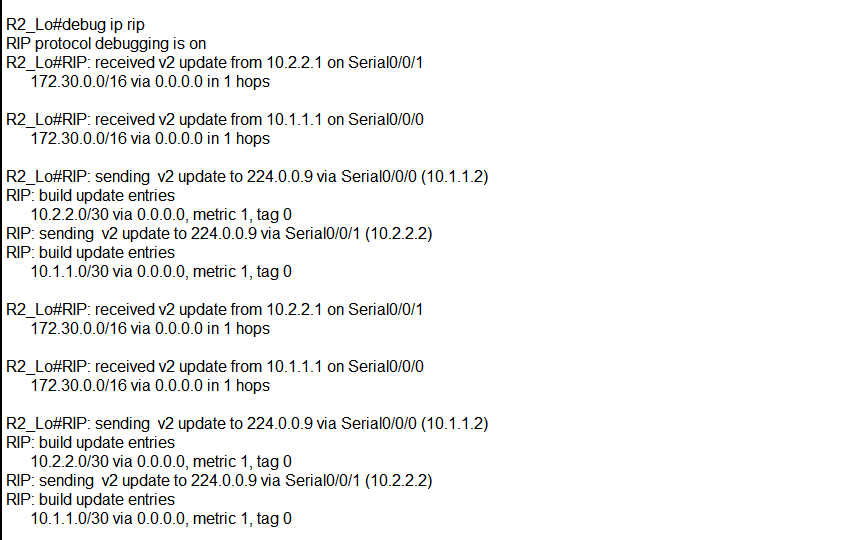 R2_Lo#debug ip rip
RIP protocol debugging is on
R2_Lo#RIP: received v2 update from 10.2.2.1 on Serial0/0/1
172.30.0.0/16 via 0.0.0.0 in 1 hops
R2_Lo#RIP: received v2 update from 10.1.1.1 on Serial0/0/0
172.30.0.0/16 via 0.0.0.0 in 1 hops
R2_Lo#RIP: sending  v2 update to 224.0.0.9 via Serial0/0/0 (10.1.1.2)
RIP: build update entries
10.2.2.0/30 via 0.0.0.0, metric 1, tag 0
RIP: sending  v2 update to 224.0.0.9 via Serial0/0/1 (10.2.2.2)
RIP: build update entries
10.1.1.0/30 via 0.0.0.0, metric 1, tag 0
R2_Lo#RIP: received v2 update from 10.2.2.1 on Serial0/0/1
172.30.0.0/16 via 0.0.0.0 in 1 hops
R2_Lo#RIP: received v2 update from 10.1.1.1 on Serial0/0/0
172.30.0.0/16 via 0.0.0.0 in 1 hops
R2_Lo#RIP: sending  v2 update to 224.0.0.9 via Serial0/0/0 (10.1.1.2)
RIP: build update entries
10.2.2.0/30 via 0.0.0.0, metric 1, tag 0
RIP: sending  v2 update to 224.0.0.9 via Serial0/0/1 (10.2.2.2)
RIP: build update entries
10.1.1.0/30 via 0.0.0.0, metric 1, tag 0